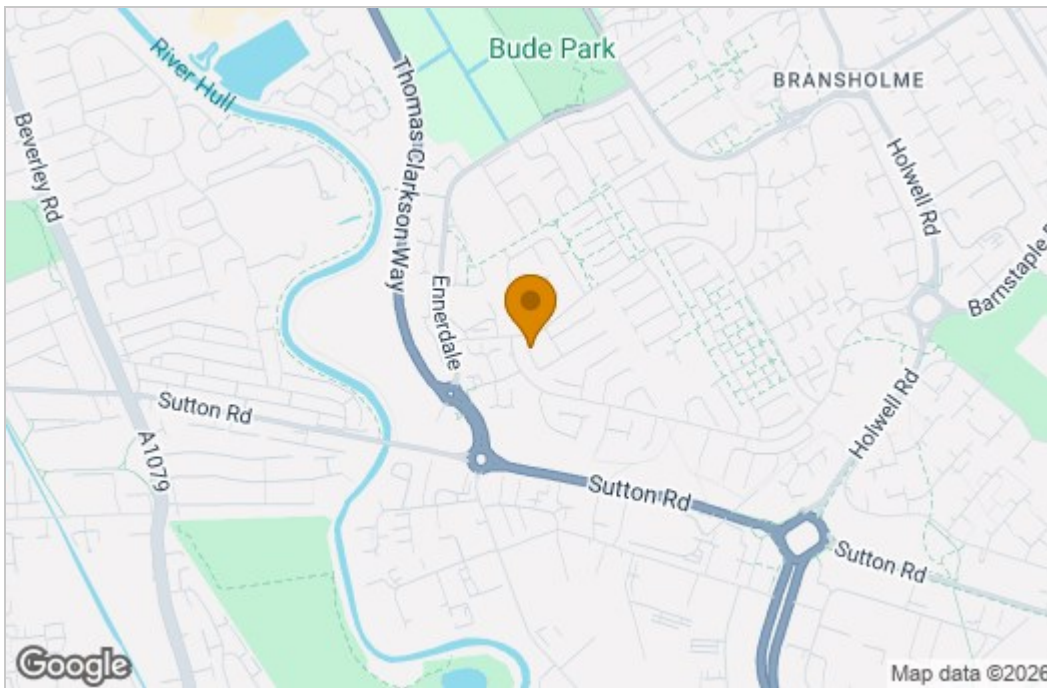 Bude Park
BRANSHOLME
River Hull
Thomas Clarkson Way
Beverley Rd
Holwell Rd
Barnstaple
Ennerdale
Sutton Rd
A1079
Holwell Rd
Sutton Rd
Sutton Rd
Google
Map data ©2026